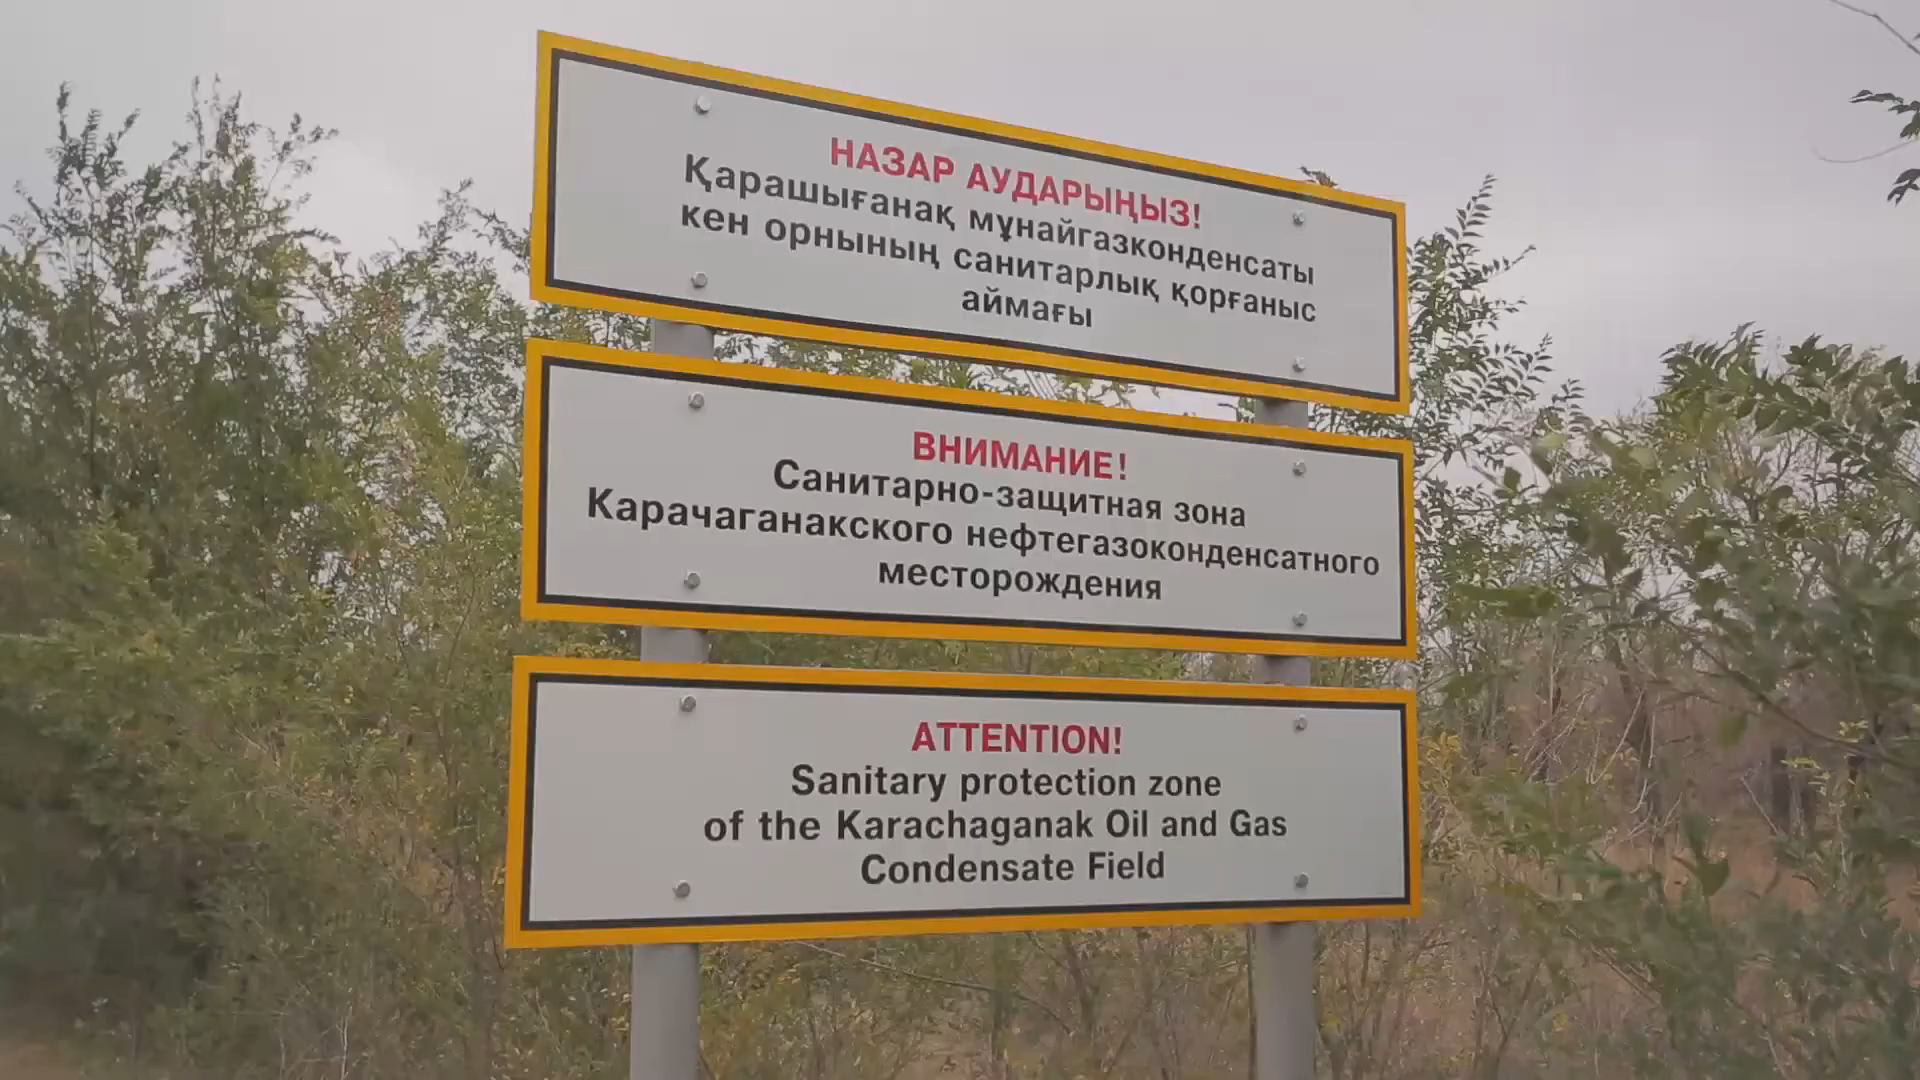 НАЗАР АУДАРЫҢЫЗ!
Қарашығанақ мұнайгазконденсаты
кен орнының санитарлық қорғаныс
аймағы
ВНИМАНИЕ!
Санитарно-защитная зона
Карачаганакского нефтегазоконденсатного
месторождения
ATTENTION!
Sanitary protection zone
of the Karachaganak Oil and Gas
Condensate Field